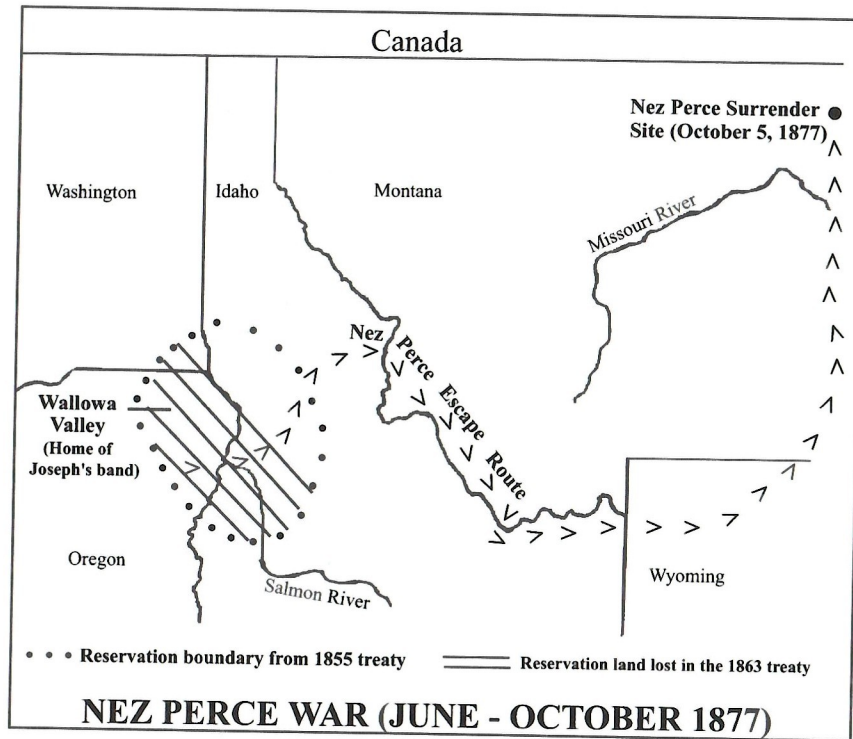 Canada
Nez Perce Surrender
Site (October 5, 1877)
Washington
Idaho
Montana
Missouri River
Nez Perce Escape Route
Wallowa
Valley
(Home of
Joseph's band)
Oregon
Salmon River
Wyoming
Reservation boundary from 1855 treaty
Reservation land lost in the 1863 treaty
NEZ PERCE WAR (JUNE - OCTOBER 1877)